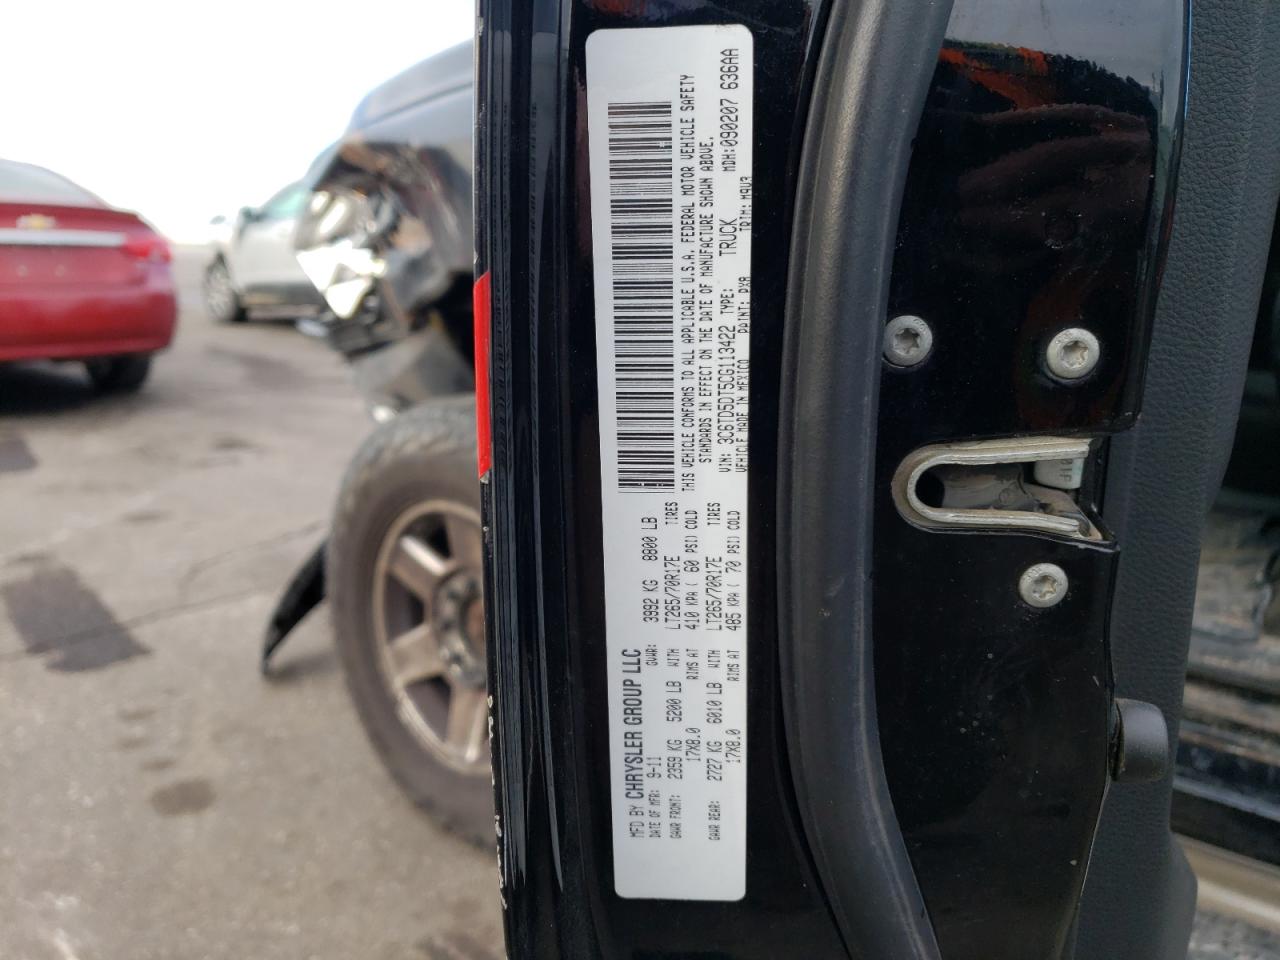 MFD BY CHRYSLER GROUP LLC
DATE OF MFR: 9-11 GVWR: 3992 KG 8800 LB
GAWR FRONT: 2359 KG 5200 LB WITH LT265/70R17E TIRES
17X8.0 RIMS AT 410 KPA ( 60 PSI) COLD
GAWR REAR: 2727 KG 6010 LB WITH LT265/70R17E TIRES
17X8.0 RIMS AT 485 KPA ( 70 PSI) COLD
THIS VEHICLE CONFORMS TO ALL APPLICABLE U.S.A. FEDERAL MOTOR VEHICLE SAFETY
STANDARDS IN EFFECT ON THE DATE OF MANUFACTURE SHOWN ABOVE.
VIN: 3C6TD5DT5CG113422 TYPE: TRUCK MDH:090207 636AA
VEHICLE MADE IN MEXICO PAINT: PX8 TRIM: M9V3